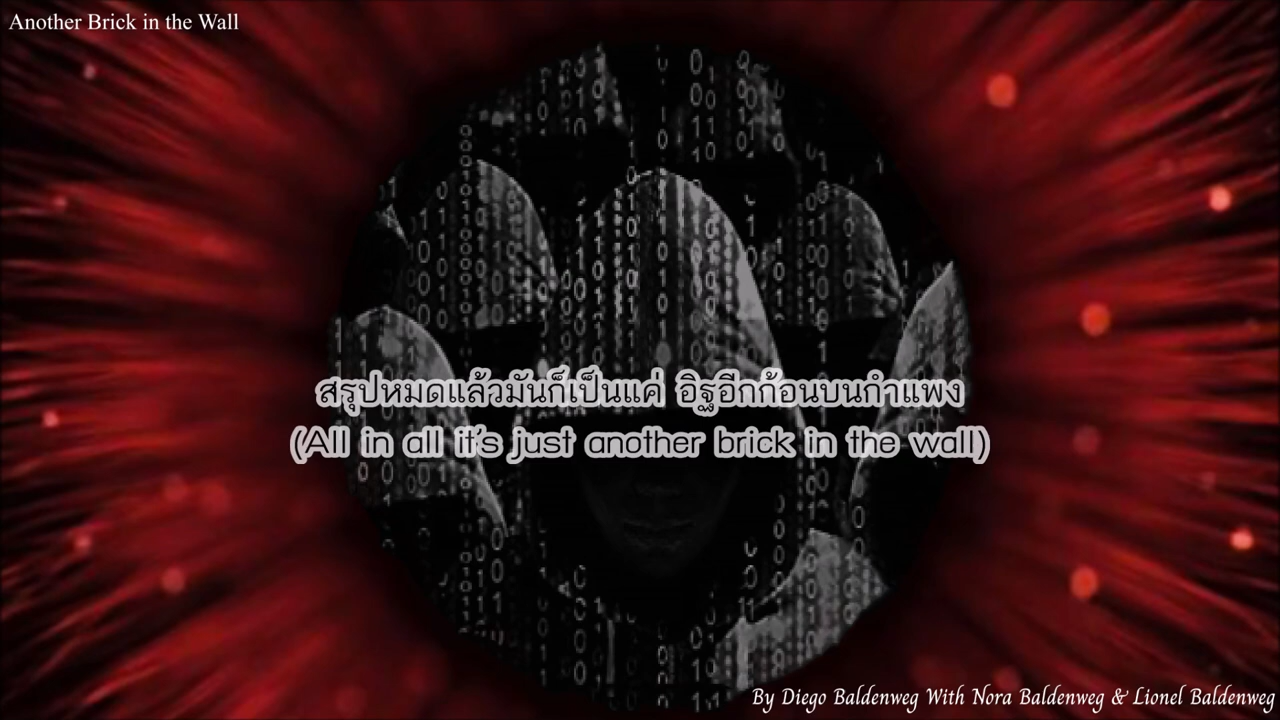 Another Brick in the Wall
สรุปหมดแล้วมันก็เป็นแค่ อิฐอีกก้อนบนกำแพง
(All in all it's just another brick in the wall)
By Diego Baldenweg With Nora Baldenweg & Lionel Baldenweg